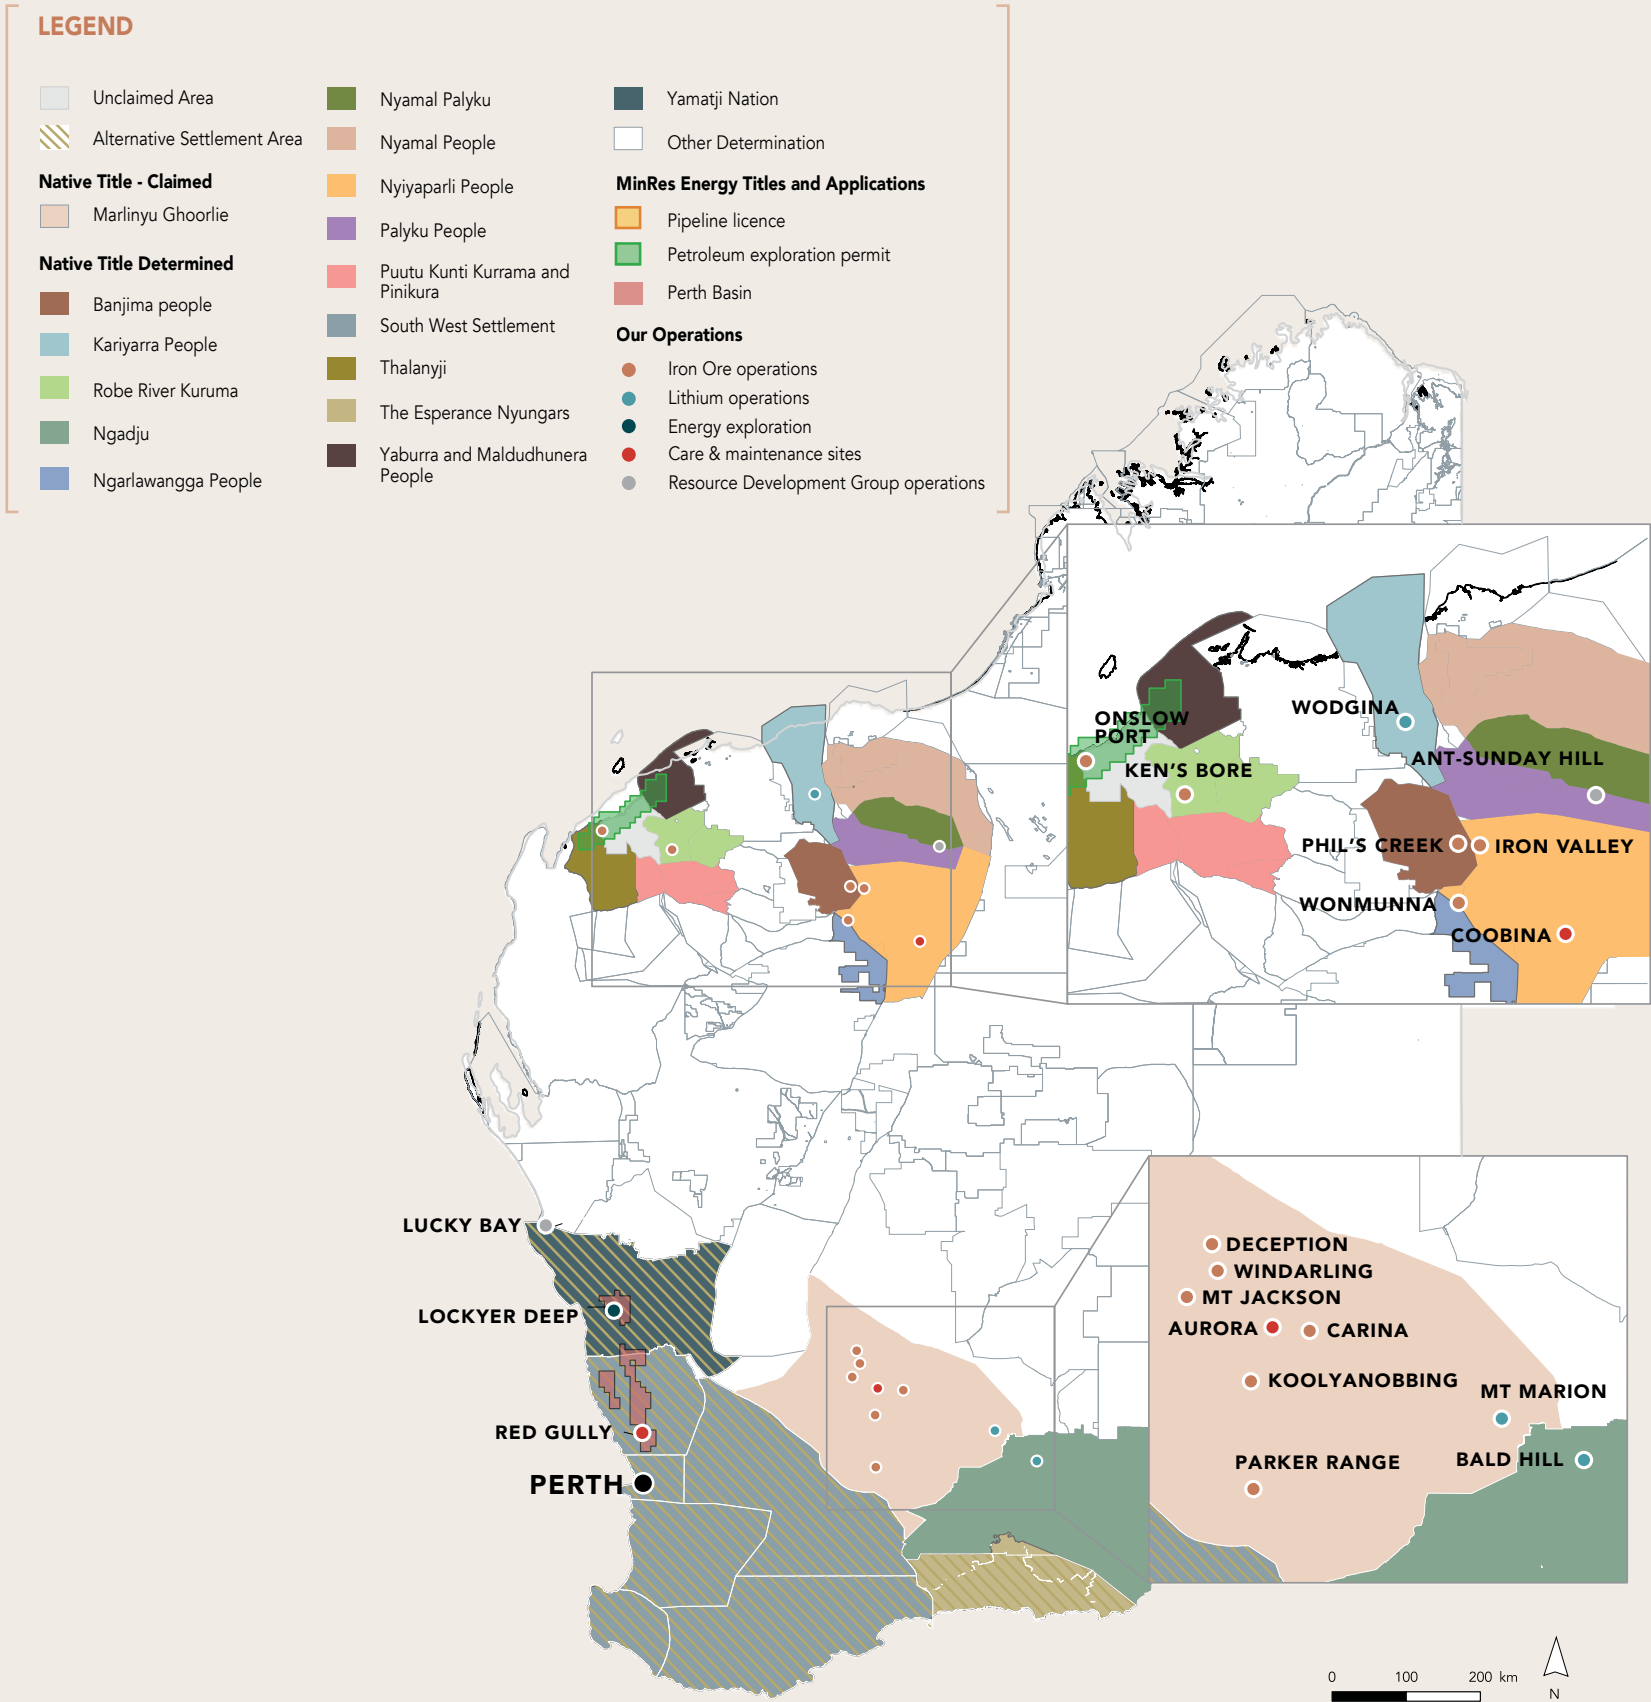 LEGEND
Unclaimed Area
Alternative Settlement Area
Native Title - Claimed
Marlinyu Ghoorlie
Native Title Determined
Banjima people
Kariyarra People
Robe River Kuruma
Ngadju
Ngarlawangga People
Nyamal Palyku
Nyamal People
Nyiyaparli People
Palyku People
Puutu Kunti Kurrama and
Pinikura
South West Settlement
Thalanyji
The Esperance Nyungars
Yaburra and Maldudhunera
People
Yamatji Nation
Other Determination
MinRes Energy Titles and Applications
Pipeline licence
Petroleum exploration permit
Perth Basin
Our Operations
Iron Ore operations
Lithium operations
Energy exploration
Care & maintenance sites
Resource Development Group operations
WODGINA
ONSLOW
PORT
ANT-SUNDAY HILL
KEN'S BORE
PHIL'S CREEK
IRON VALLEY
WONMUNNA
COOBINA
LUCKY BAY
LOCKYER DEEP
RED GULLY
PERTH
DECEPTION
WINDARLING
MT JACKSON
AURORA
CARINA
KOOLYANOBBING
MT MARION
PARKER RANGE
BALD HILL
0 100 200 km
N